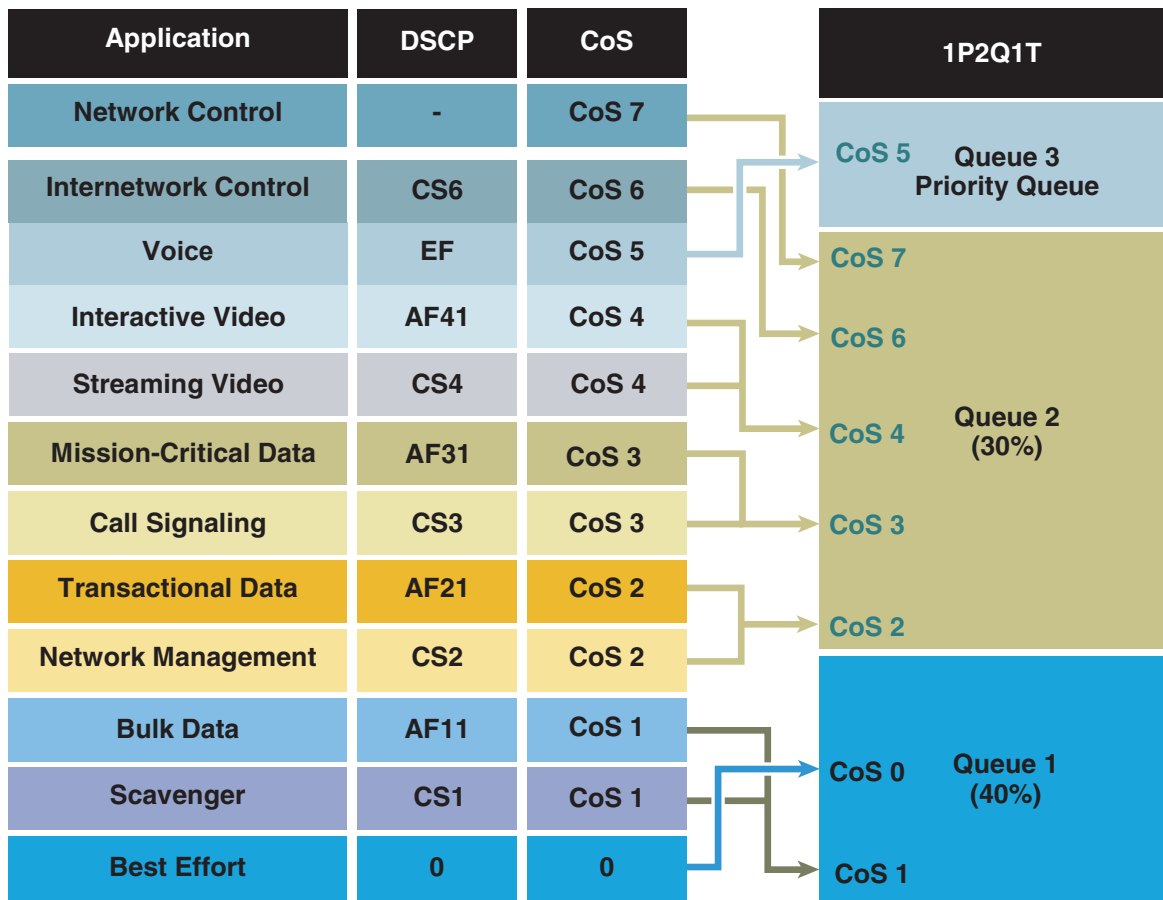 Application DSCP CoS
Network Control - CoS 7
Internetwork Control CS6 CoS 6
Voice EF CoS 5
Interactive Video AF41 CoS 4
Streaming Video CS4 CoS 4
Mission-Critical Data AF31 CoS 3
Call Signaling CS3 CoS 3
Transactional Data AF21 CoS 2
Network Management CS2 CoS 2
Bulk Data AF11 CoS 1
Scavenger CS1 CoS 1
Best Effort 0 0
1P2Q1T
CoS 5
Queue 3
Priority Queue
CoS 7
CoS 6
CoS 4
CoS 3
CoS 2
Queue 2
(30%)
CoS 0
CoS 1
Queue 1
(40%)